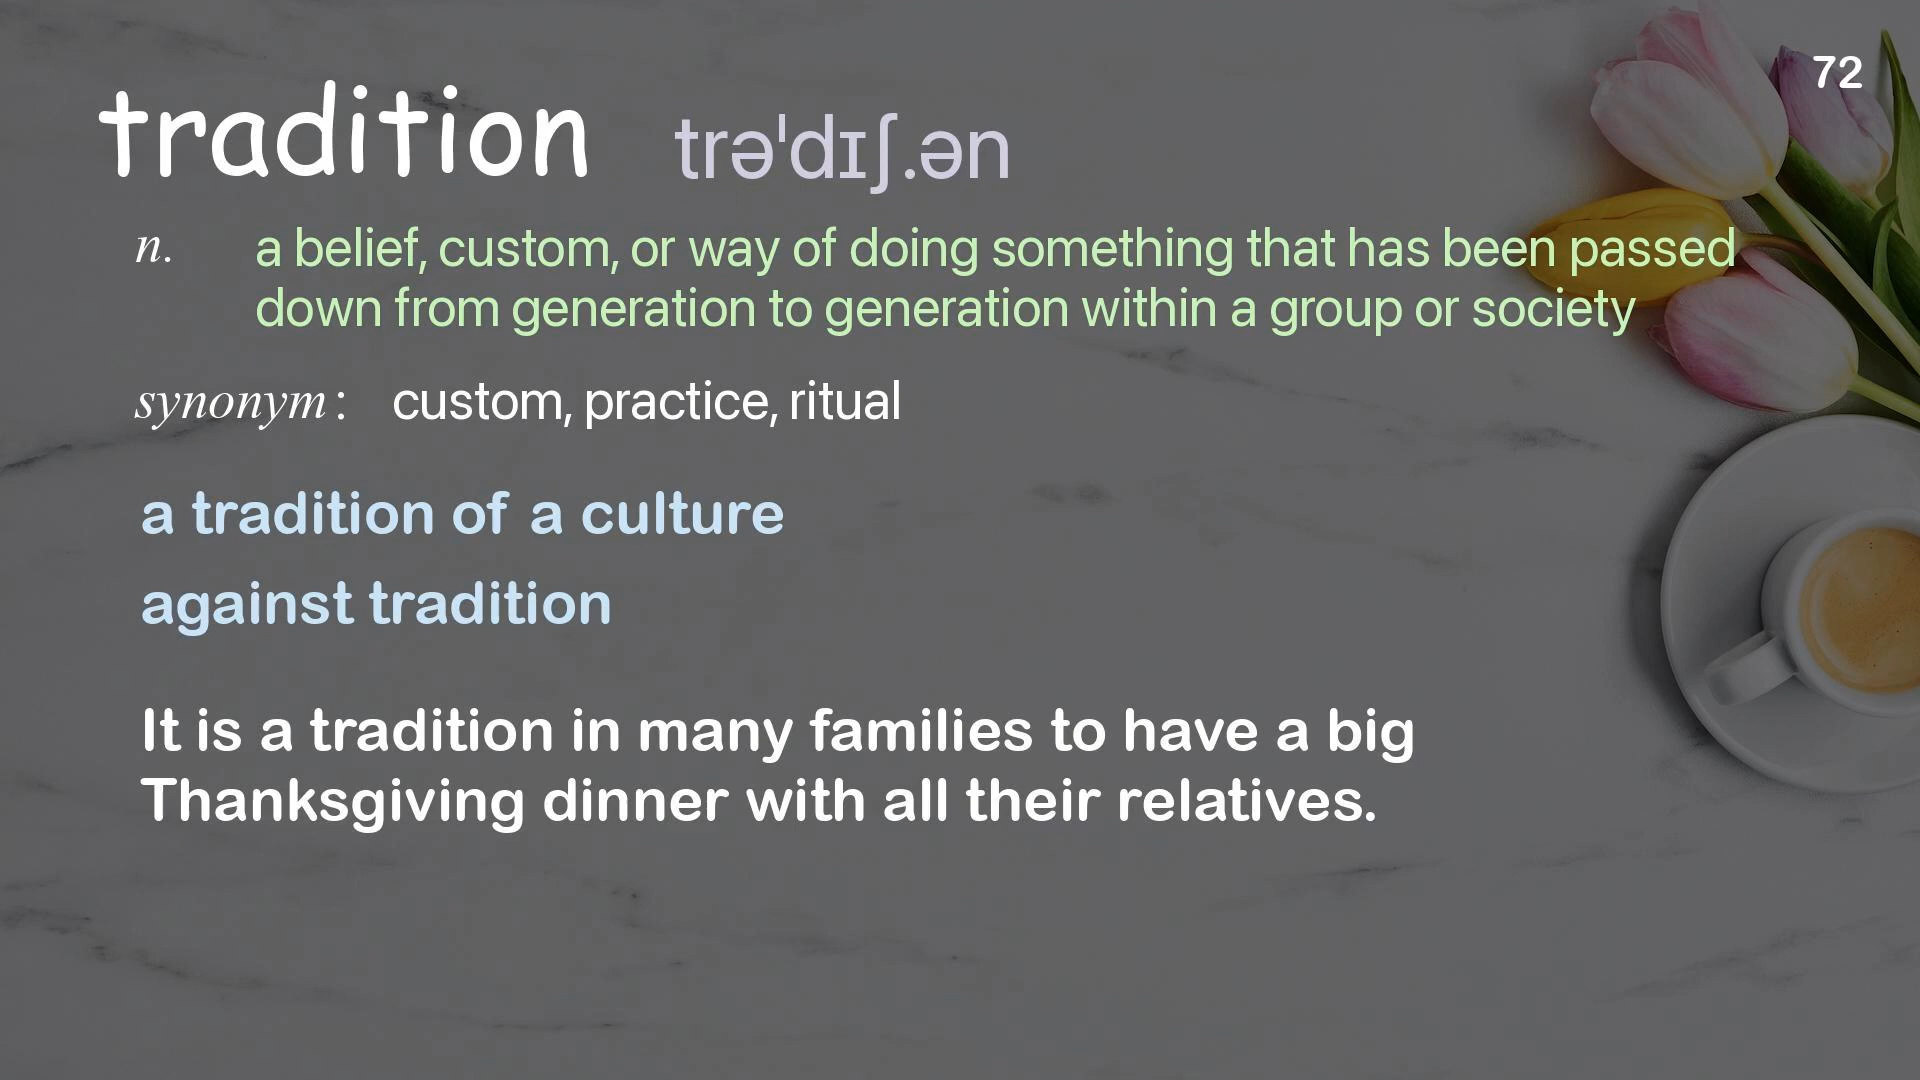 72
tradition trəˈdɪʃ.ən
n. a belief, custom, or way of doing something that has been passed
down from generation to generation within a group or society
synonym: custom, practice, ritual
a tradition of a culture
against tradition
It is a tradition in many families to have a big
Thanksgiving dinner with all their relatives.